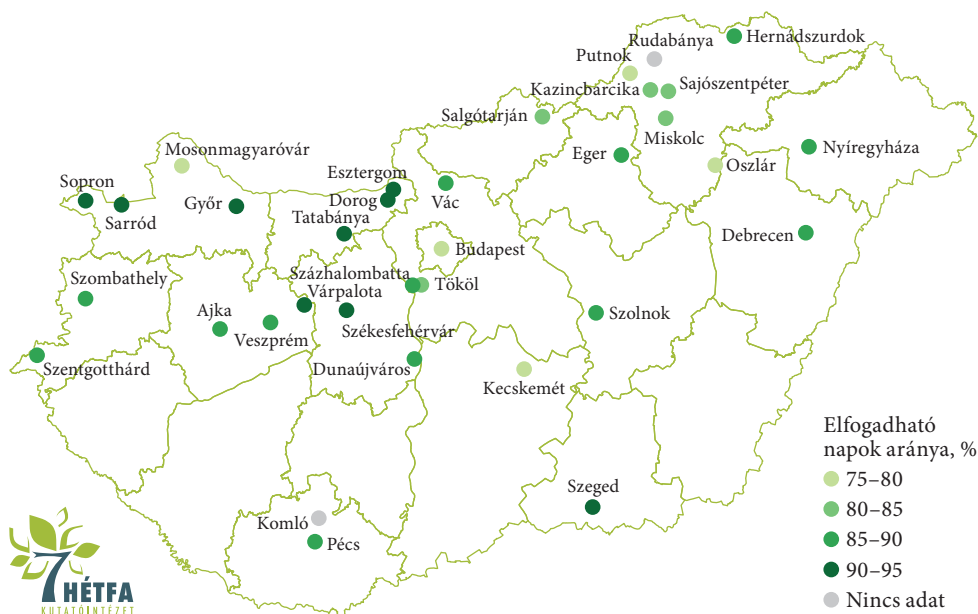 Hernádszurdok
Rudabánya
Putnok
Kazincbarcika
Sajószentpéter
Salgótarján
Miskolc
Mosonmagyaróvár
Eger
Nyíregyháza
Oszlár
Esztergom
Sopron
Dorog
Vác
Győr
Sarród
Tatabánya
Debrecen
Budapest
Szombathely
Százhalombatta
Tököl
Várpalota
Ajka
Szolnok
Veszprém
Székesfehérvár
Szentgotthárd
Dunaújváros
Kecskemét
Szeged
Komló
Pécs
Elfogadható
napok aránya, %
75–80
80–85
85–90
90–95
Nincs adat
7 HÉTFA
KUTATÓINTÉZET